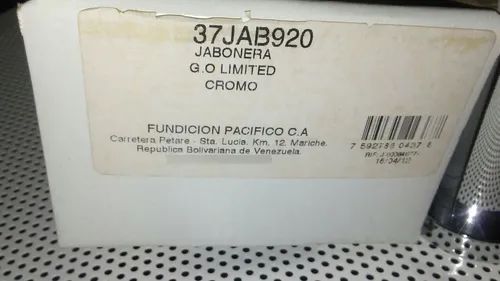 37JAB920
JABONERA
G.O LIMITED
CROMO
FUNDICION PACIFICO C.A
Carretera Petare - Sta. Lucia. Km. 12. Mariche.
Republica Bolivariana de Venezuela.